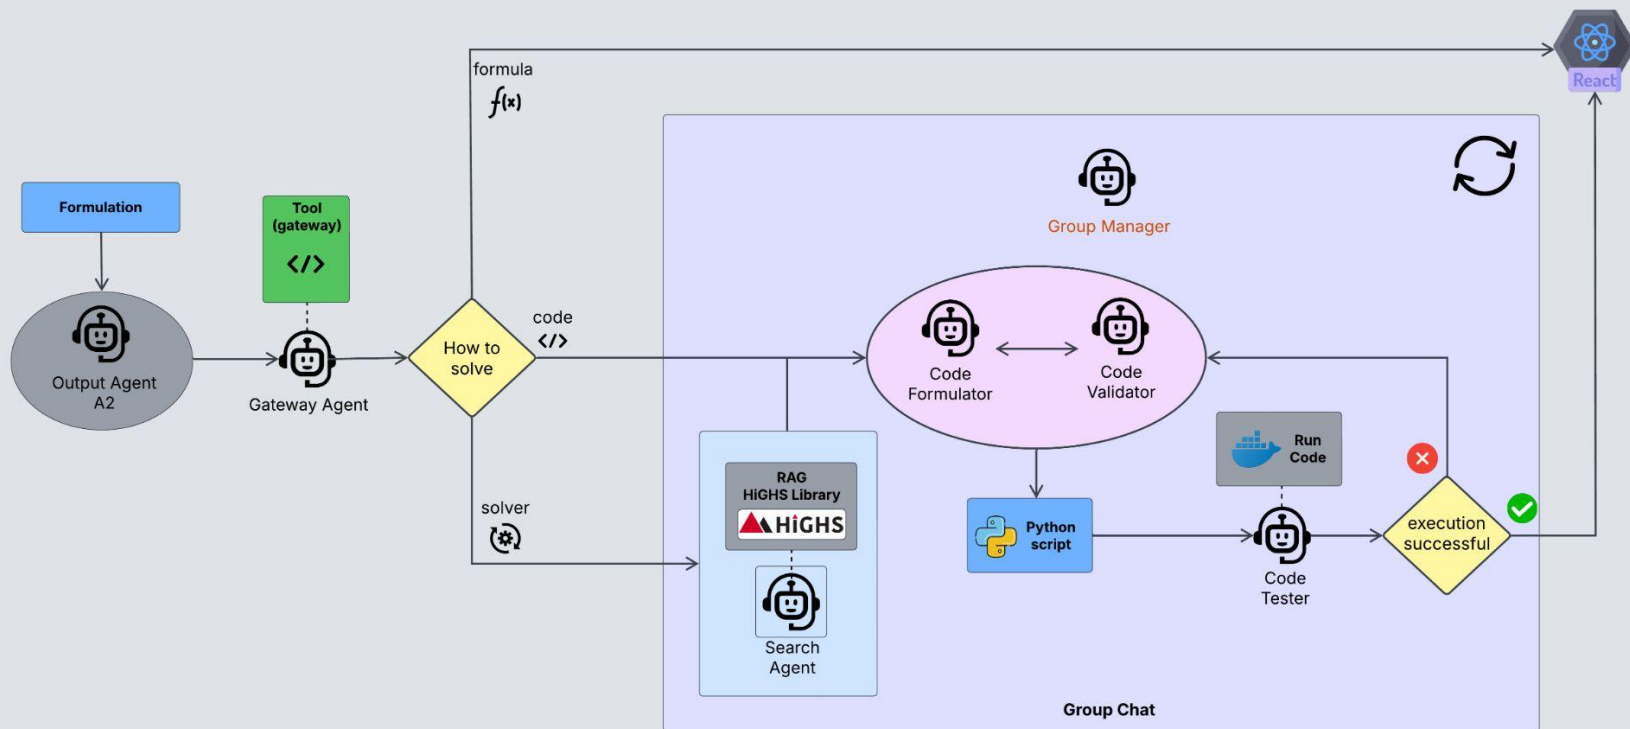 React
formula
f(x)
Formulation
Tool
(gateway)
</>
Group Manager
Output Agent
A2
Gateway Agent
How to
solve
code
</>
Code
Formulator
Code
Validator
RAG
HiGHS Library
HiGHS
solver
Run
Code
Python
script
execution
successful
Code
Tester
Search
Agent
Group Chat